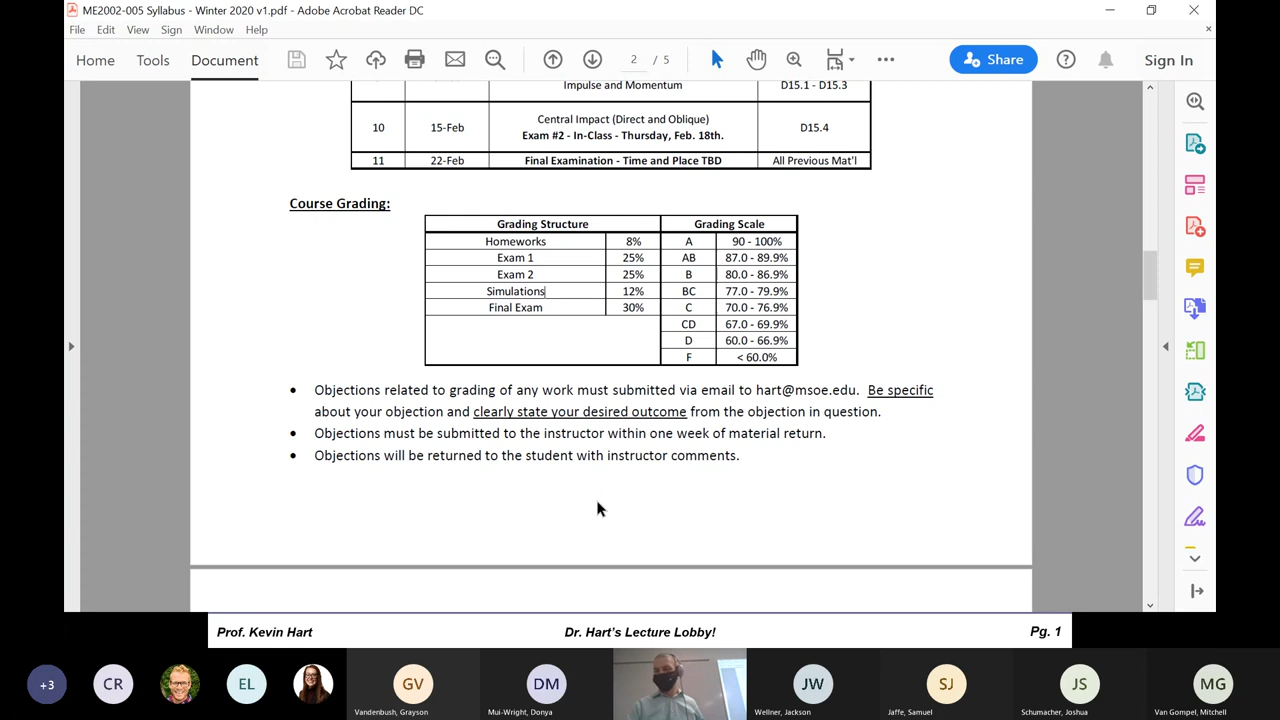 ME2002-005 Syllabus - Winter 2020 v1.pdf - Adobe Acrobat Reader DC
File Edit View Sign Window Help
Home Tools Document 2 / 5 Share Sign In
Impulse and Momentum D15.1 - D15.3
10 15-Feb Central Impact (Direct and Oblique) D15.4
Exam #2 - In-Class - Thursday, Feb. 18th.
11 22-Feb Final Examination - Time and Place TBD All Previous Mat'l
Course Grading:
Grading Structure Grading Scale
Homeworks 8% A 90 - 100%
Exam 1 25% AB 87.0 - 89.9%
Exam 2 25% B 80.0 - 86.9%
Simulations 12% BC 77.0 - 79.9%
Final Exam 30% C 70.0 - 76.9%
CD 67.0 - 69.9%
D 60.0 - 66.9%
F < 60.0%
• Objections related to grading of any work must submitted via email to hart@msoe.edu. Be specific
about your objection and clearly state your desired outcome from the objection in question.
• Objections must be submitted to the instructor within one week of material return.
• Objections will be returned to the student with instructor comments.
Prof. Kevin Hart Dr. Hart's Lecture Lobby! Pg. 1
+3 CR EL GV DM JW SJ JS MG
Vandenbush, Grayson Mui-Wright, Donya Wellner, Jackson Jaffe, Samuel Schumacher, Joshua Van Gompel, Mitchell